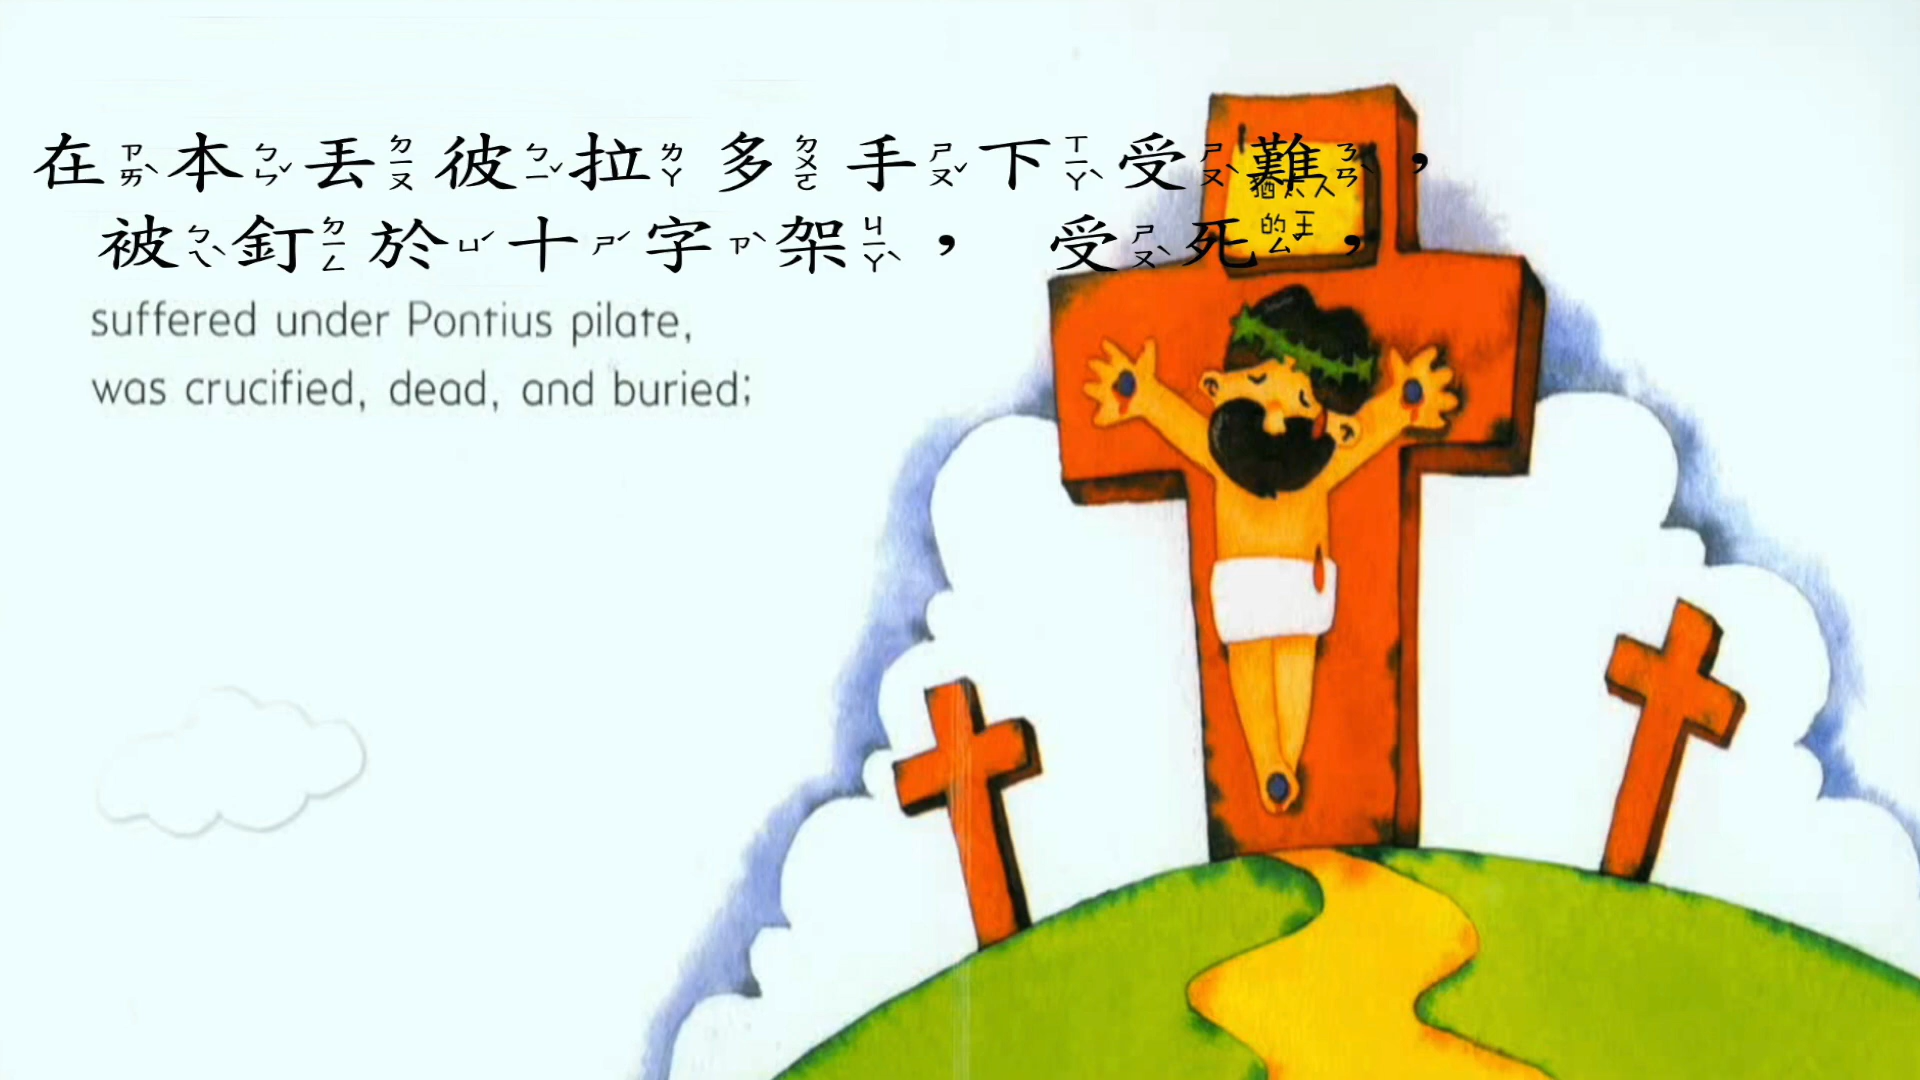 在本丟彼拉多手下受難，
被釘於十字架，受死，
猶太人
的王
suffered under Pontius pilate,
was crucified, dead, and buried;